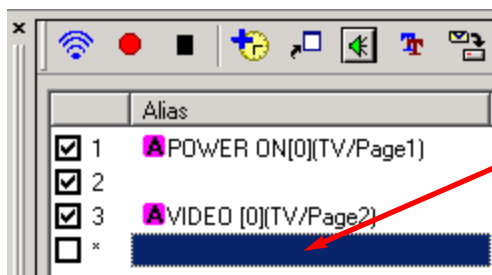 Alias
1 A POWER ON[0](TV/Page1)
2
3 A VIDEO [0](TV/Page2)
*